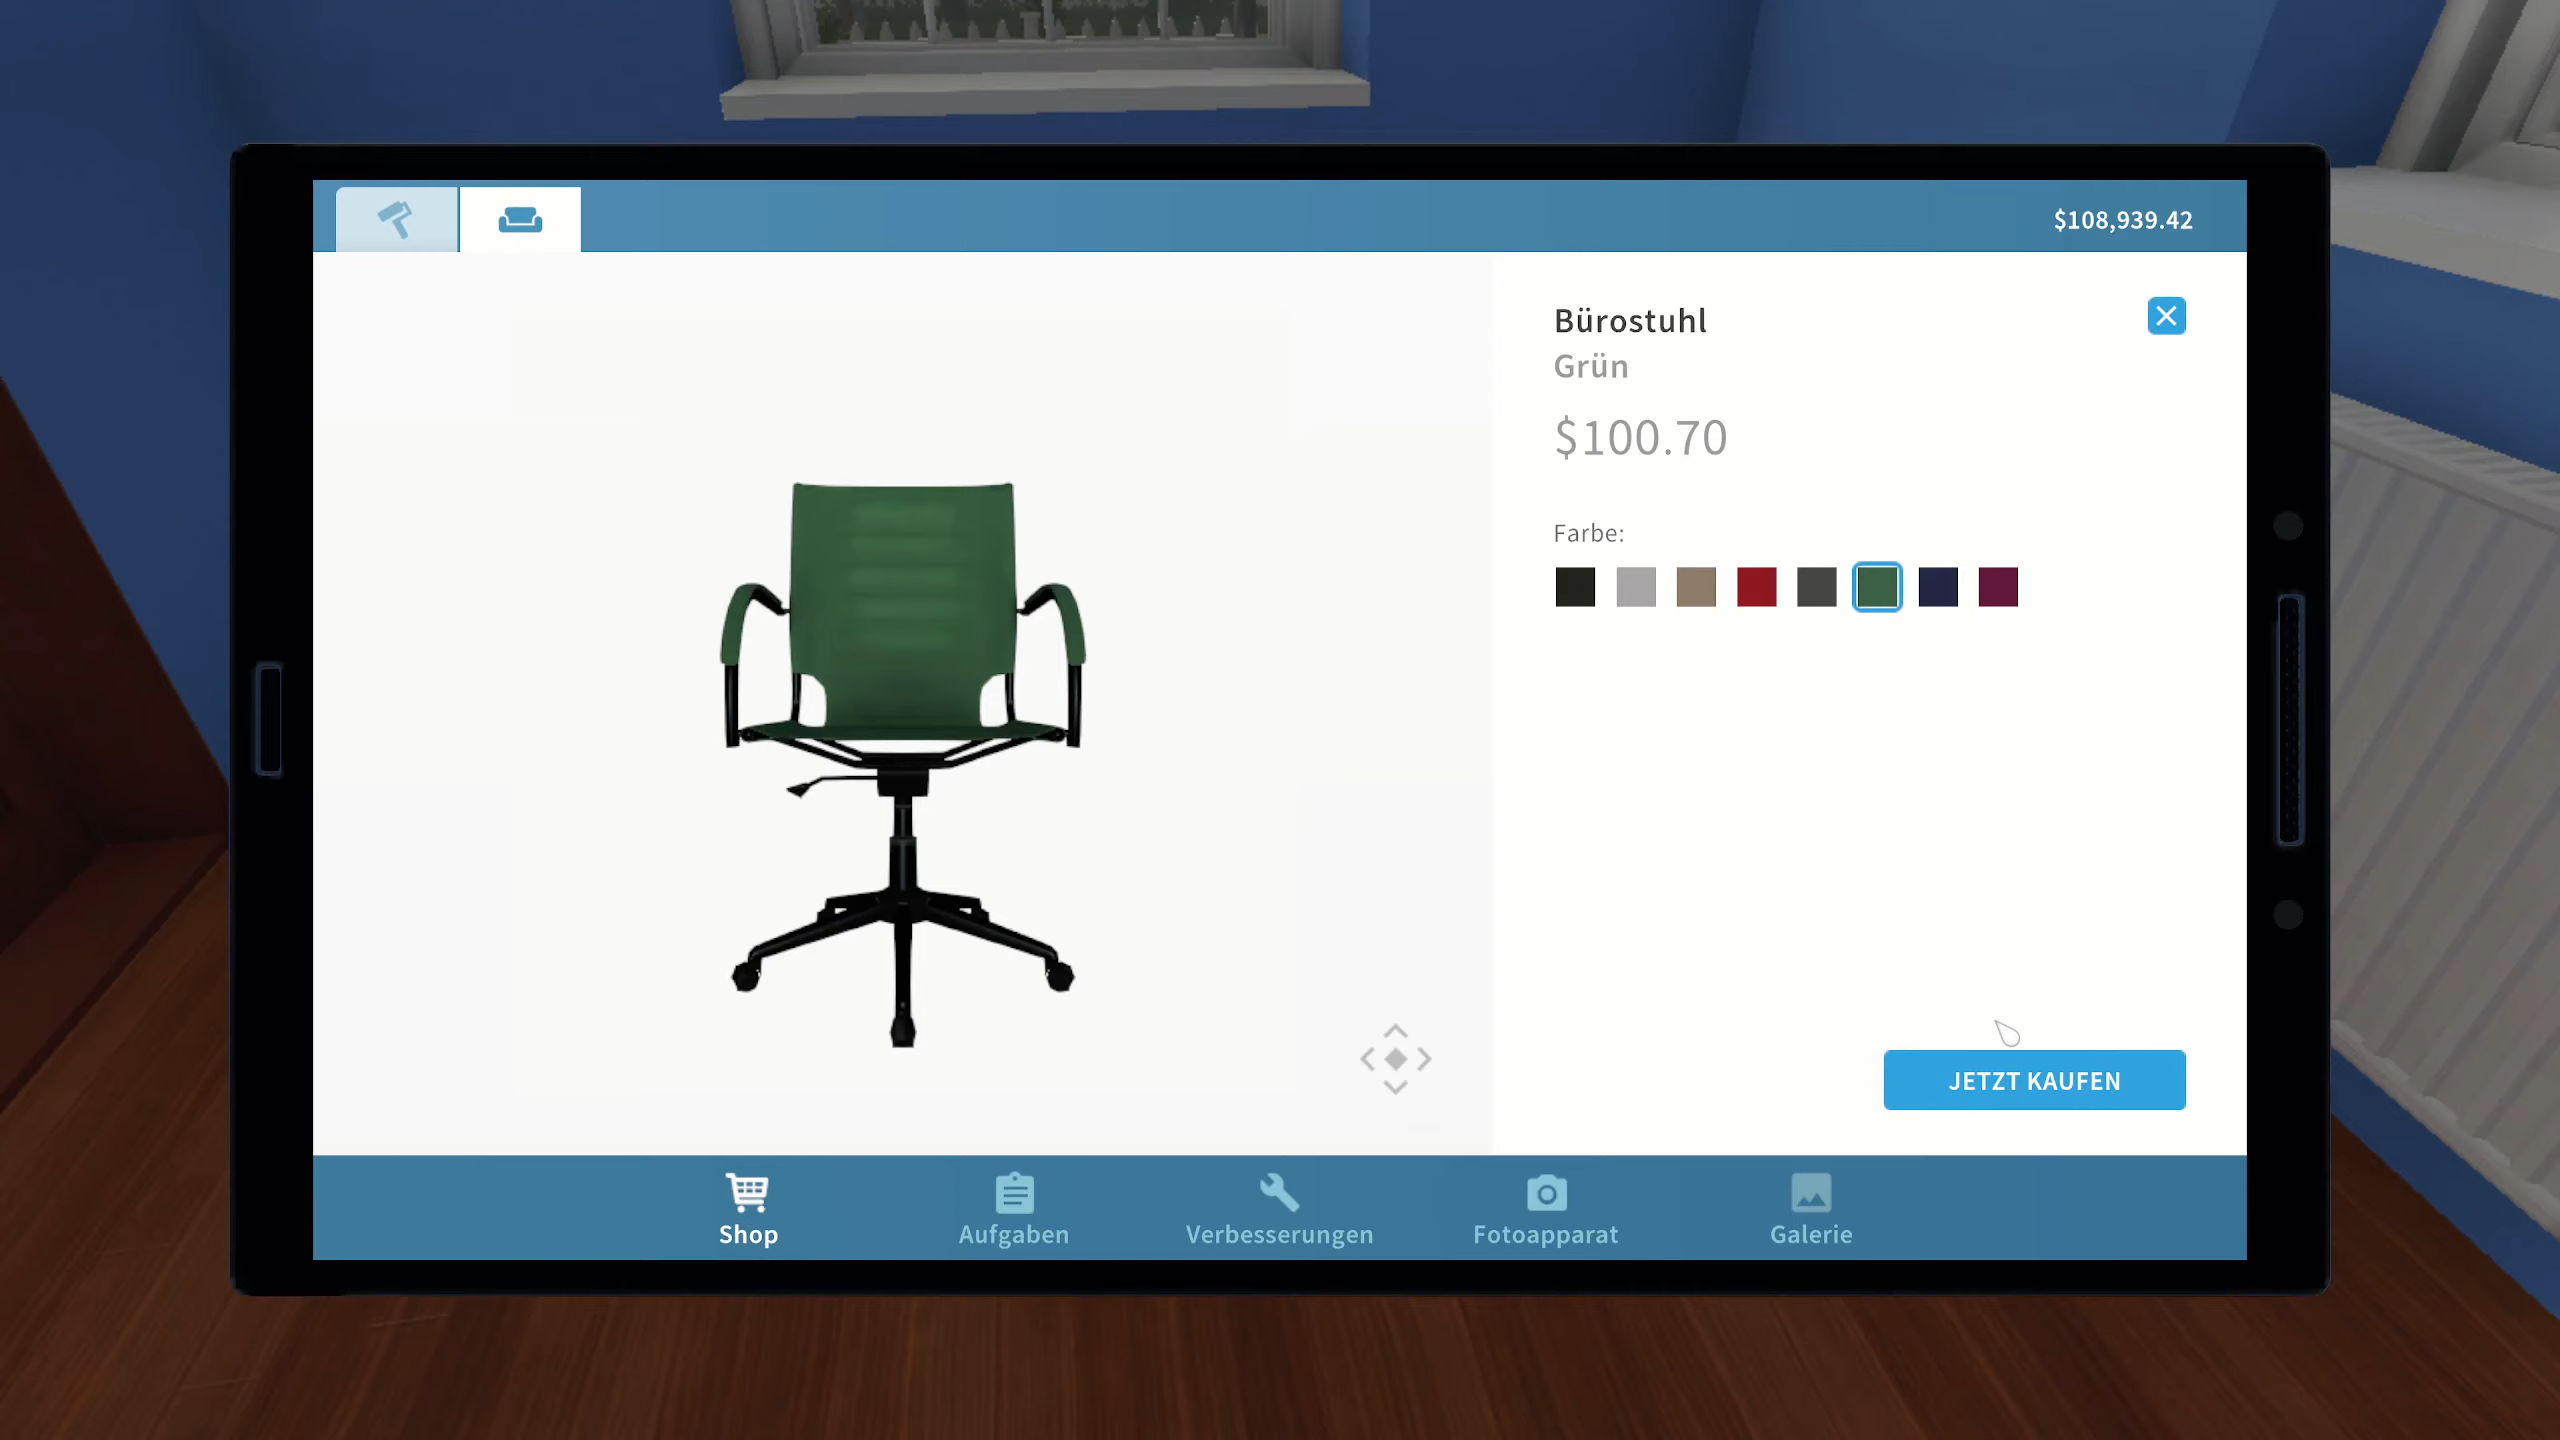 $108,939.42
Bürostuhl
Grün
$100.70
Farbe:
JETZT KAUFEN
Shop
Aufgaben
Verbesserungen
Fotoapparat
Galerie